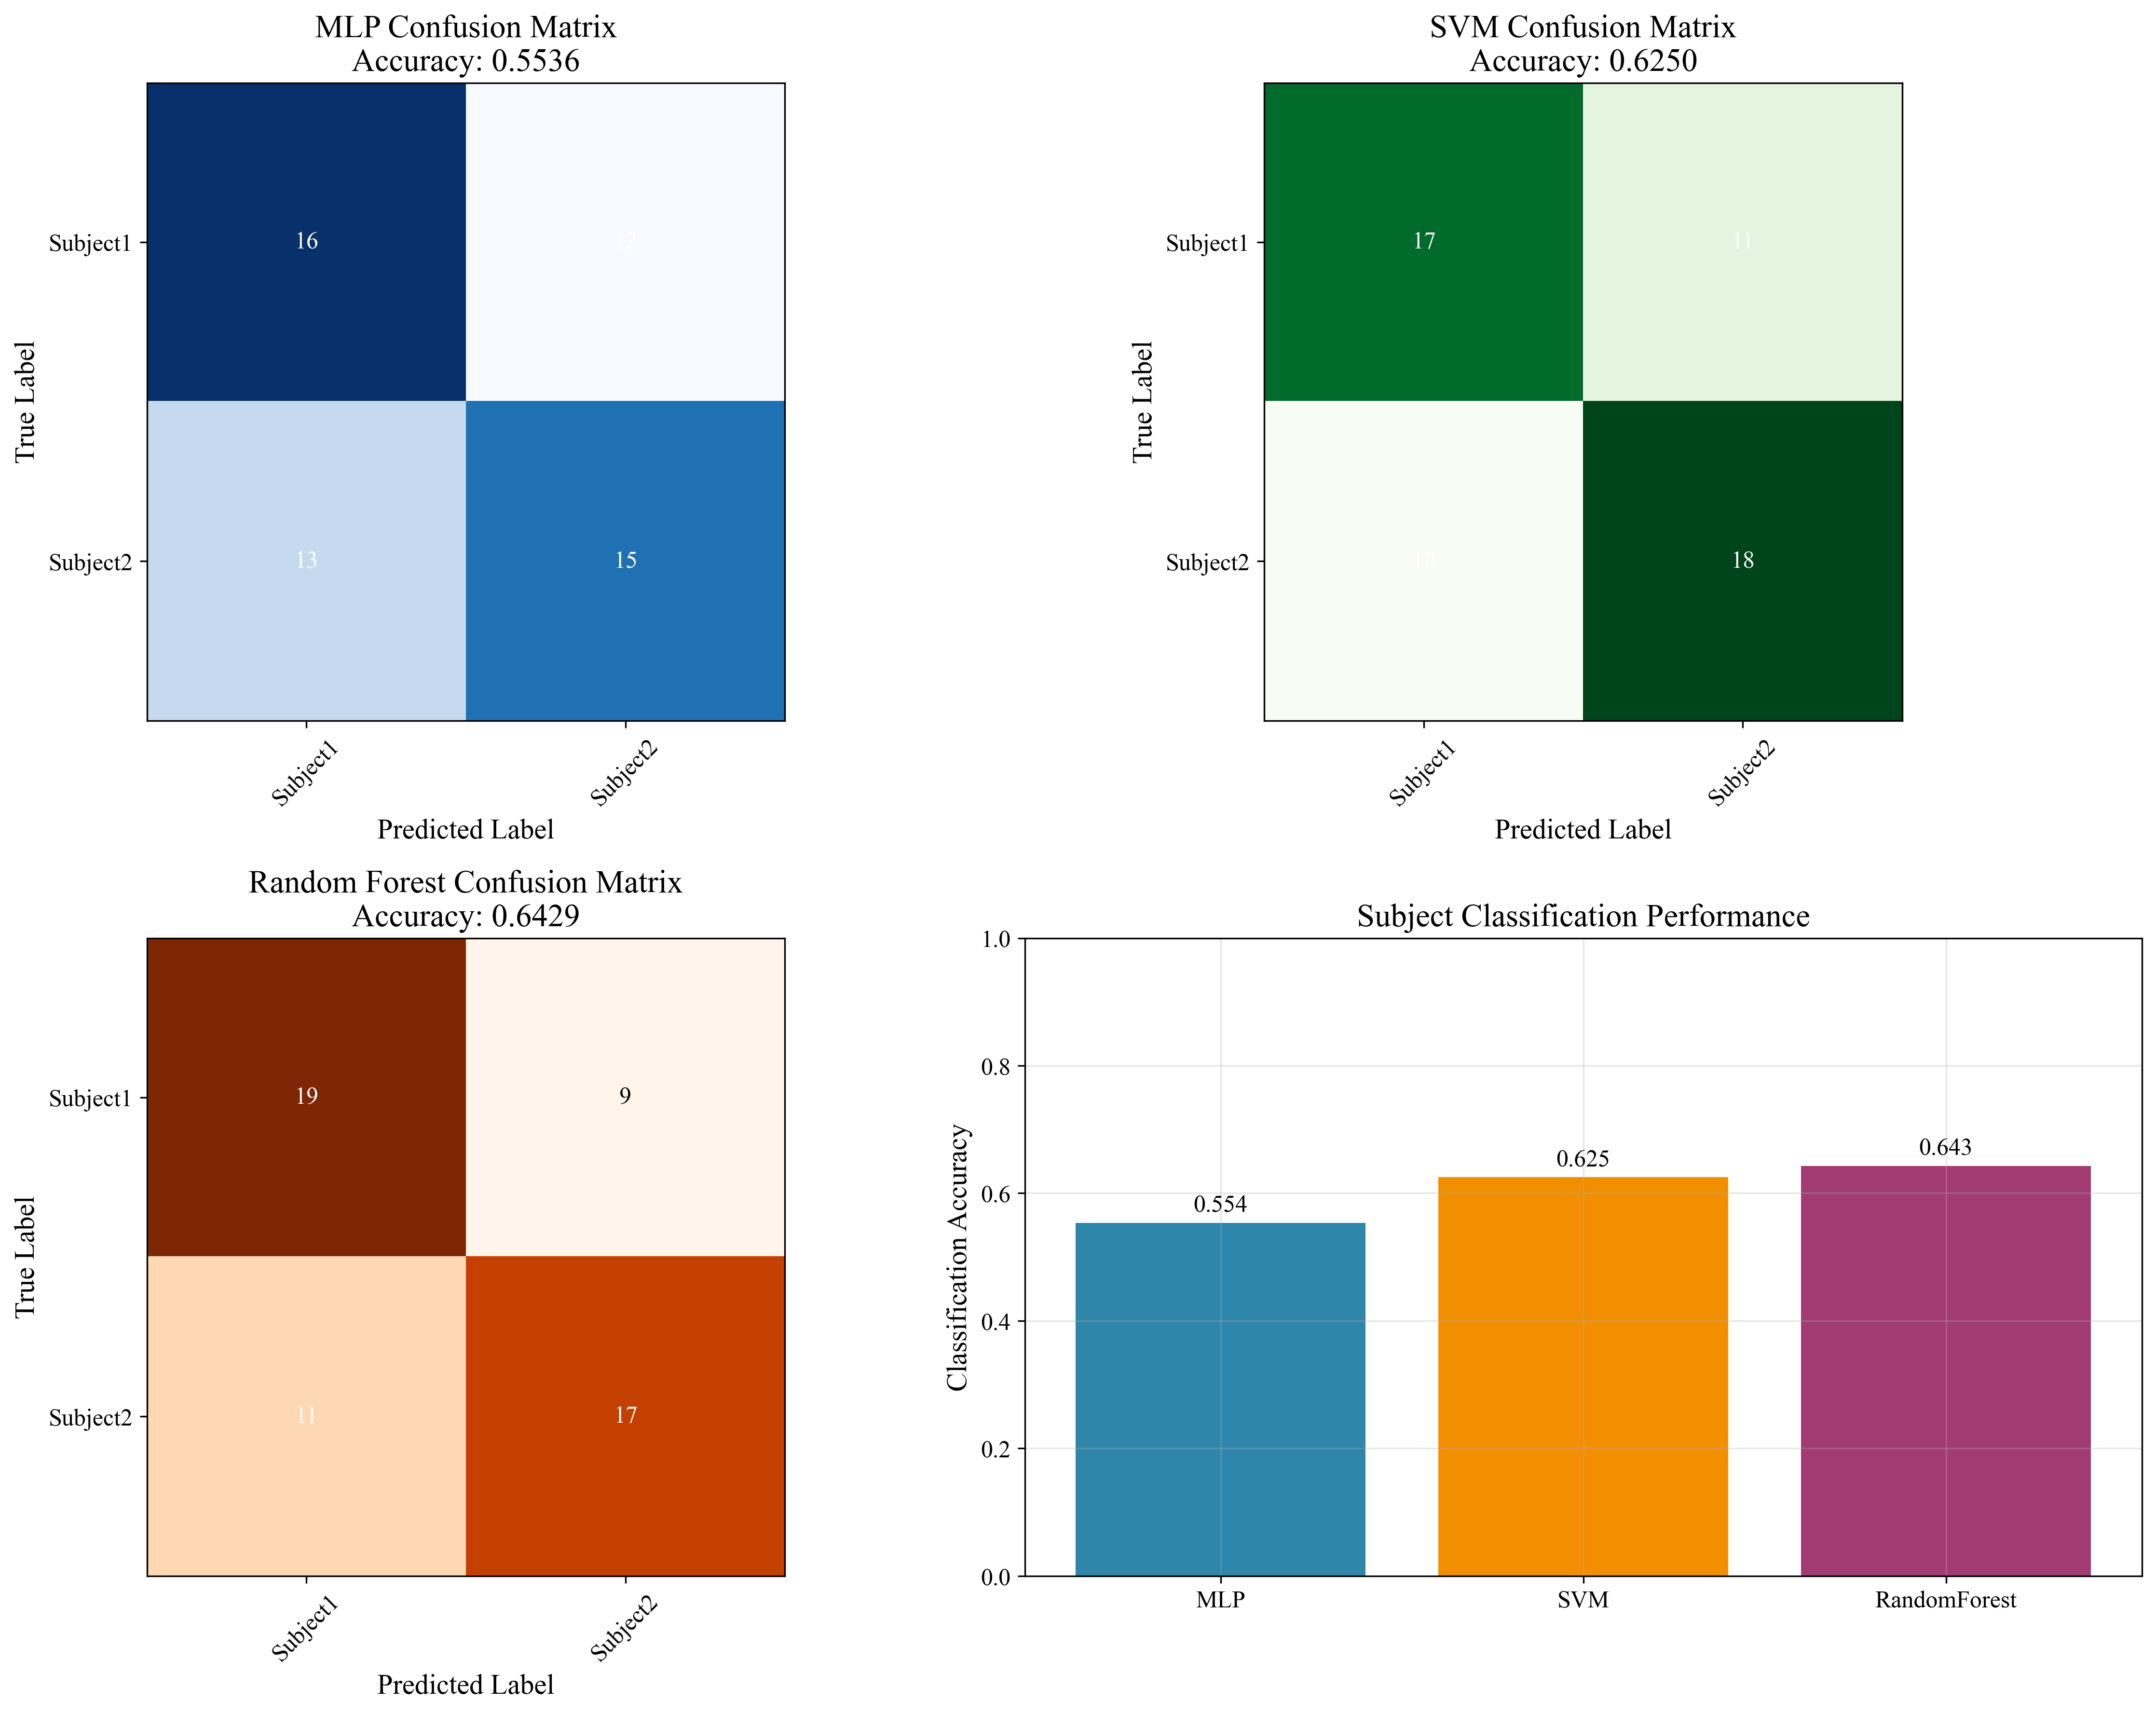 MLP Confusion Matrix
Accuracy: 0.5536
True Label
Subject1
16
12
Subject2
13
15
Subject1
Subject2
Predicted Label
SVM Confusion Matrix
Accuracy: 0.6250
True Label
Subject1
17
11
Subject2
10
18
Subject1
Subject2
Predicted Label
Random Forest Confusion Matrix
Accuracy: 0.6429
True Label
Subject1
19
9
Subject2
11
17
Subject1
Subject2
Predicted Label
Subject Classification Performance
Classification Accuracy
1.0
0.8
0.6
0.4
0.2
0.0
0.554
0.625
0.643
MLP
SVM
RandomForest